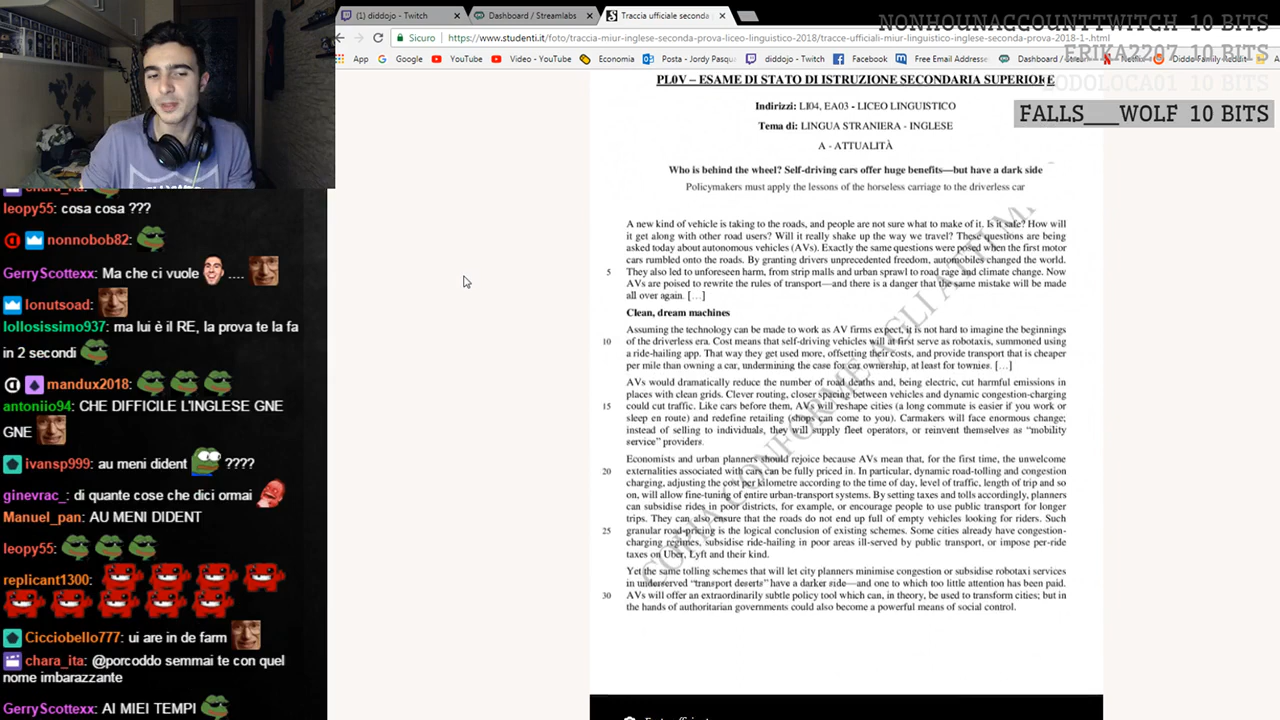 (1) diddojo - Twitch
Dashboard / Streamlabs
Traccia ufficiale seconda
Sicuro
https://www.studenti.it/foto/traccia-miur-inglese-seconda-prova-liceo-linguistico-2018/tracce-ufficiali-miur-linguistico-inglese-seconda-prova-2018-1-.html
App Google YouTube Video - YouTube Economia Posta - Jordy Pasqu diddojo - Twitch Facebook Free Email Addresse Dashboard / Stream Netflix Diddo Family Reddit
NONHOUNACCOUNTTWITCH 10 BITS
ERIKA2207 10 BITS
LODOLOCA01 10 BITS
FALLS___WOLF 10 BITS
chara_ita:
leopy55: cosa cosa ???
nonnobob82:
GerryScottexx: Ma che ci vuole ....
Ionutsoad:
lollosissimo937: ma lui è il RE, la prova te la fa
in 2 secondi
mandux2018:
antoniio94: CHE DIFFICILE L'INGLESE GNE
GNE
ivansp999: au meni dident ????
ginevrac_: di quante cose che dici ormai
Manuel_pan: AU MENI DIDENT
leopy55:
replicant1300:
Cicciobello777: ui are in de farm
chara_ita: @porcoddo semmai te con quel
nome imbarazzante
GerryScottexx: AI MIEI TEMPI
PL0V – ESAME DI STATO DI ISTRUZIONE SECONDARIA SUPERIORE
Indirizzi: LI04, EA03 - LICEO LINGUISTICO
Tema di: LINGUA STRANIERA - INGLESE
A - ATTUALITÀ
Who is behind the wheel? Self-driving cars offer huge benefits—but have a dark side
Policymakers must apply the lessons of the horseless carriage to the driverless car
A new kind of vehicle is taking to the roads, and people are not sure what to make of it. Is it safe? How will
it get along with other road users? Will it really shake up the way we travel? These questions are being
asked today about autonomous vehicles (AVs). Exactly the same questions were posed when the first motor
cars rumbled onto the roads. By granting drivers unprecedented freedom, automobiles changed the world.
5 They also led to unforeseen harm, from strip malls and urban sprawl to road rage and climate change. Now
AVs are poised to rewrite the rules of transport—and there is a danger that the same mistake will be made
all over again. […]
Clean, dream machines
Assuming the technology can be made to work as AV firms expect, it is not hard to imagine the beginnings
10 of the driverless era. Cost means that self-driving vehicles will at first serve as robotaxis, summoned using
a ride-hailing app. That way they get used more, offsetting their costs, and provide transport that is cheaper
per mile than owning a car, undermining the case for car ownership, at least for townies. […]
AVs would dramatically reduce the number of road deaths and, being electric, cut harmful emissions in
places with clean grids. Clever routing, closer spacing between vehicles and dynamic congestion-charging
15 could cut traffic. Like cars before them, AVs will reshape cities (a long commute is easier if you work or
sleep en route) and redefine retailing (shops can come to you). Carmakers will face enormous change;
instead of selling to individuals, they will supply fleet operators, or reinvent themselves as “mobility
service” providers.
Economists and urban planners should rejoice because AVs mean that, for the first time, the unwelcome
20 externalities associated with cars can be fully priced in. In particular, dynamic road-tolling and congestion
charging, adjusting the cost per kilometre according to the time of day, level of traffic, length of trip and so
on, will allow fine-tuning of entire urban-transport systems. By setting taxes and tolls accordingly, planners
can subsidise rides in poor districts, for example, or encourage people to use public transport for longer
trips. They can also ensure that the roads do not end up full of empty vehicles looking for riders. Such
25 granular road-pricing is the logical conclusion of existing schemes. Some cities already have congestion-
charging regimes, subsidise ride-hailing in poor areas ill-served by public transport, or impose per-ride
taxes on Uber, Lyft and their kind.
Yet the same tolling schemes that will let city planners minimise congestion or subsidise robotaxi services
in underserved “transport deserts” have a darker side—and one to which too little attention has been paid.
30 AVs will offer an extraordinarily subtle policy tool which can, in theory, be used to transform cities; but in
the hands of authoritarian governments could also become a powerful means of social control.
COPIA CONFORME AGLI ATTI MI